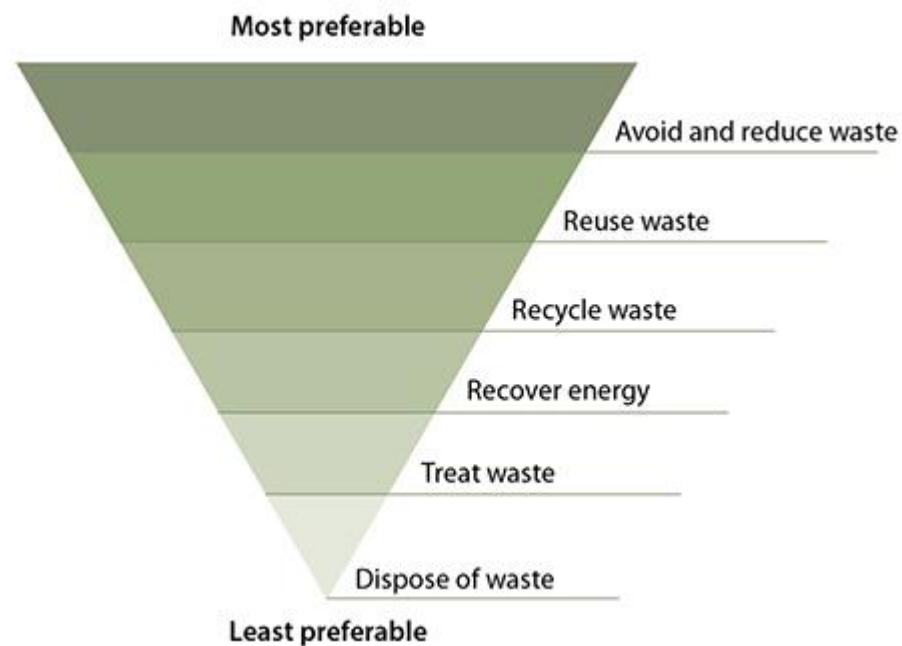 Most preferable
Avoid and reduce waste
Reuse waste
Recycle waste
Recover energy
Treat waste
Dispose of waste
Least preferable